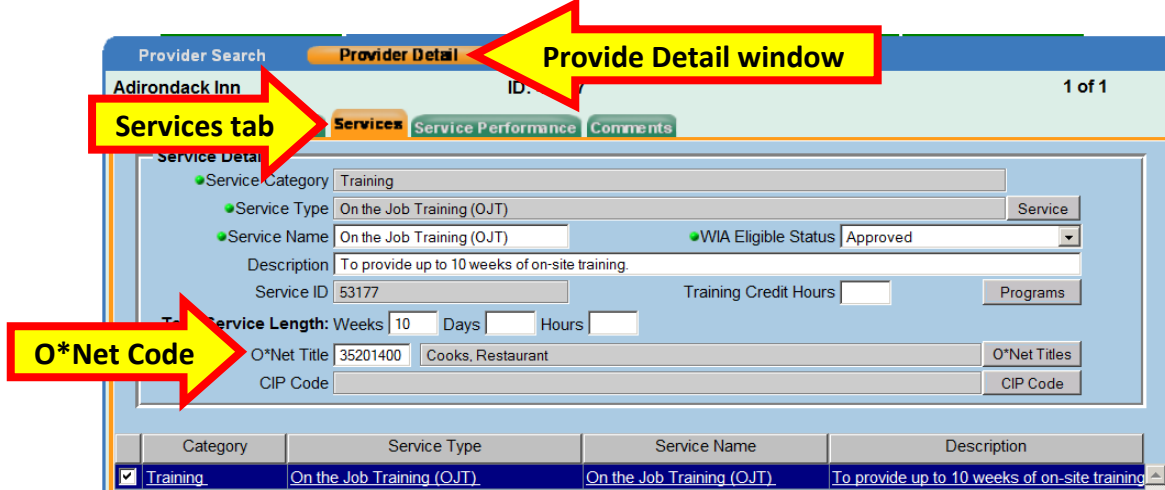 Provider Search Provider Detail Provide Detail window
Adirondack Inn ID: 1 of 1
Services tab Services Service Performance Comments
Service Detail
Service Category Training
Service Type On the Job Training (OJT) Service
Service Name On the Job Training (OJT) WIA Eligible Status Approved
Description To provide up to 10 weeks of on-site training.
Service ID 53177 Training Credit Hours Programs
Service Length: Weeks 10 Days Hours
O*Net Code O*Net Title 35201400 Cooks, Restaurant O*Net Titles
CIP Code CIP Code
Category Service Type Service Name Description
Training On the Job Training (OJT) On the Job Training (OJT) To provide up to 10 weeks of on-site training